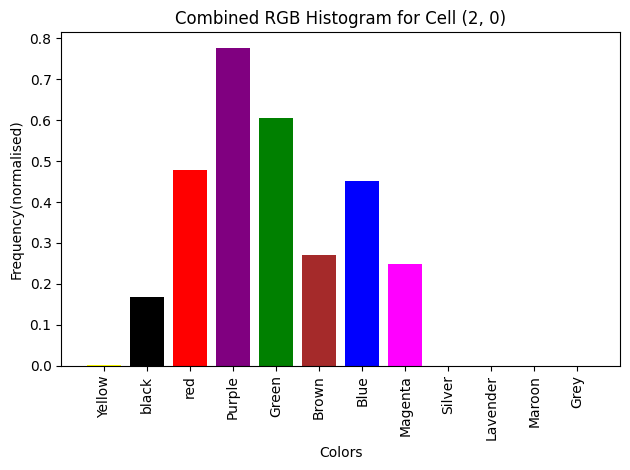 Combined RGB Histogram for Cell (2, 0)
Frequency(normalised)
0.8
0.7
0.6
0.5
0.4
0.3
0.2
0.1
0.0
Yellow
black
red
Purple
Green
Brown
Blue
Magenta
Silver
Lavender
Maroon
Grey
Colors